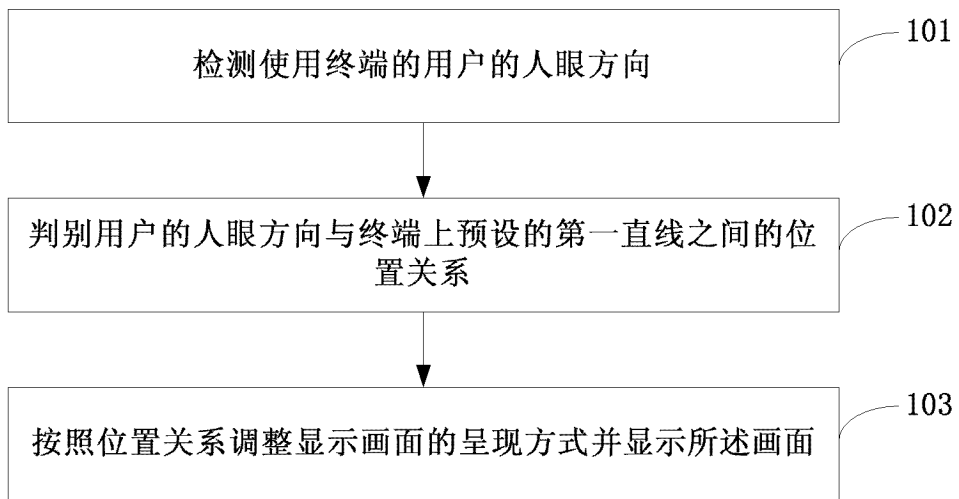 检测使用终端的用户的人眼方向
101
判别用户的人眼方向与终端上预设的第一直线之间的位
置关系
102
按照位置关系调整显示画面的呈现方式并显示所述画面
103